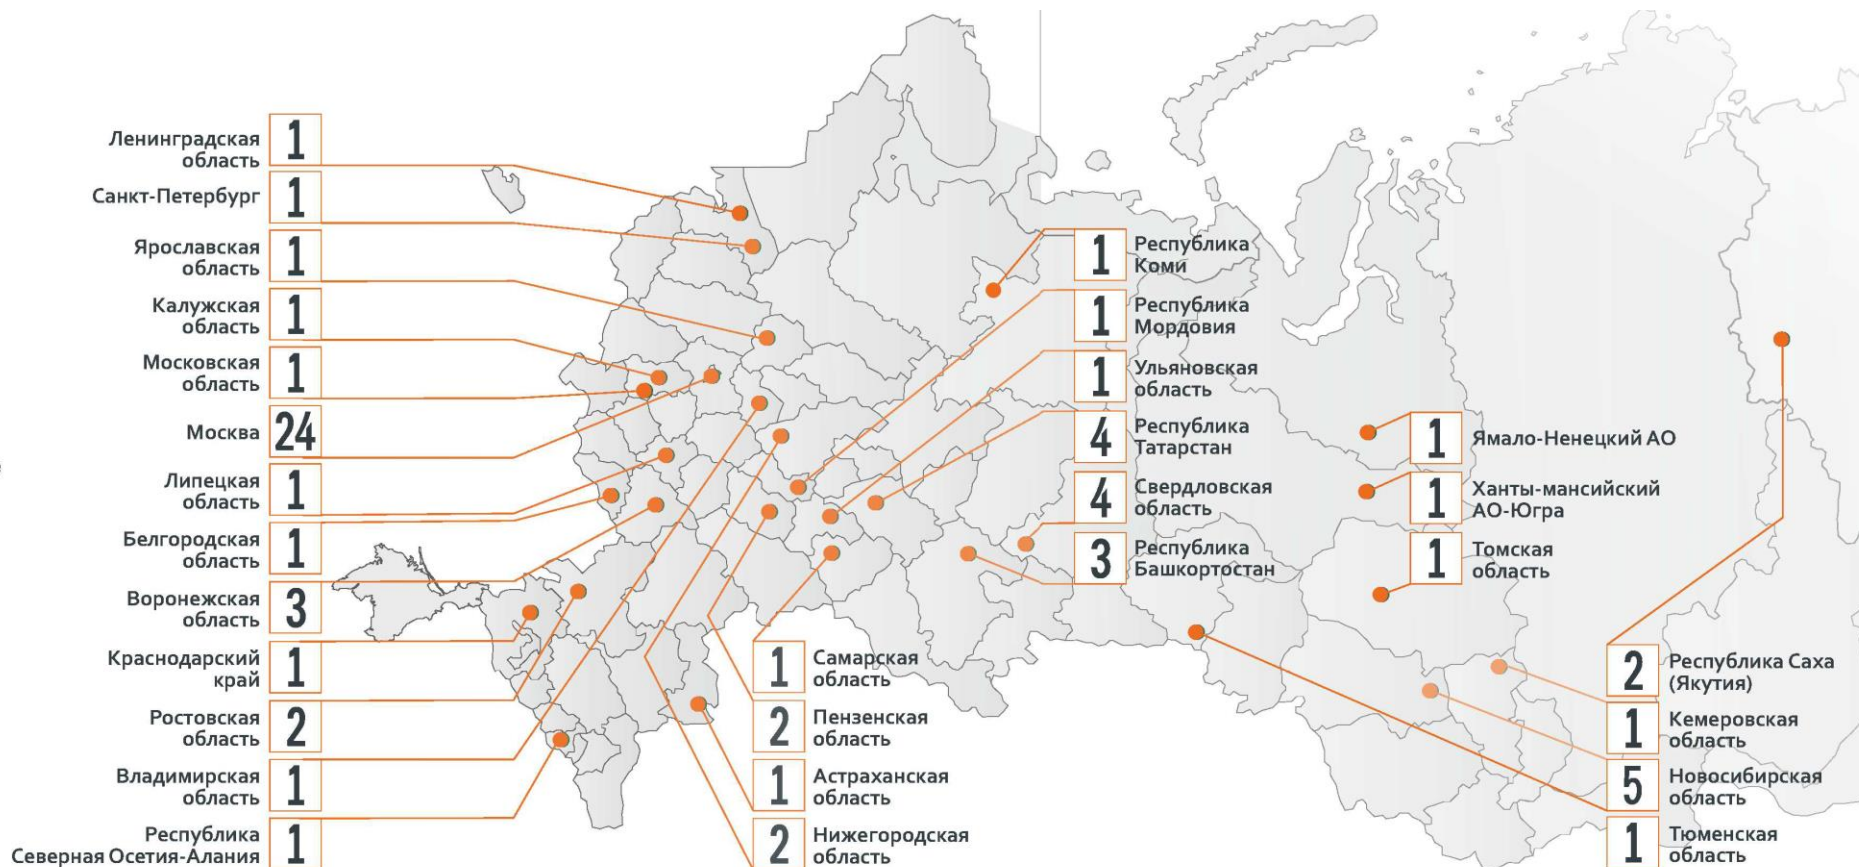 Ленинградская
область
1
Санкт-Петербург
1
Ярославская
область
1
Калужская
область
1
Московская
область
1
Москва
24
Липецкая
область
1
Белгородская
область
1
Воронежская
область
3
Краснодарский
край
1
Ростовская
область
2
Владимирская
область
1
Республика
Северная Осетия-Алания
1
1
Самарская
область
2
Пензенская
область
1
Астраханская
область
2
Нижегородская
область
1
Республика
Коми
1
Республика
Мордовия
1
Ульяновская
область
4
Республика
Татарстан
4
Свердловская
область
3
Республика
Башкортостан
1
Ямало-Ненецкий АО
1
Ханты-мансийский
АО-Югра
1
Томская
область
2
Республика Саха
(Якутия)
1
Кемеровская
область
5
Новосибирская
область
1
Тюменская
область